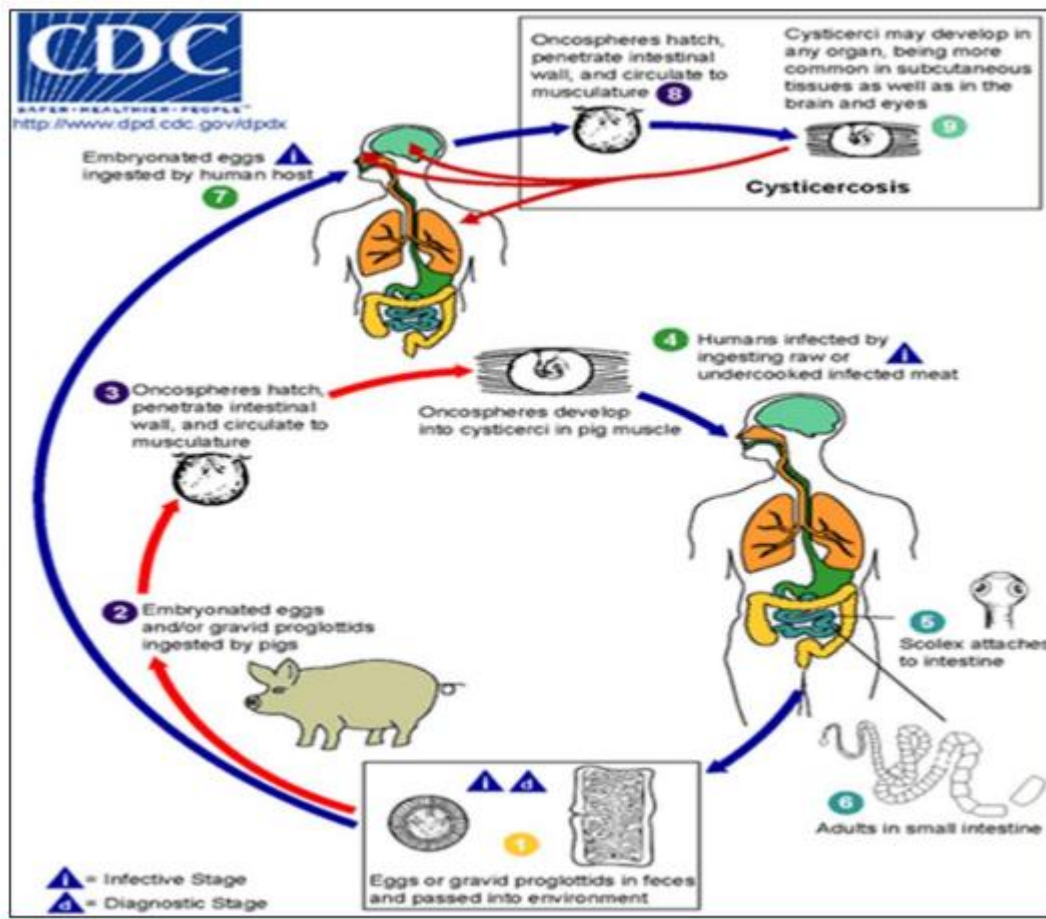 CDC
SAFER • HEALTHIER • PEOPLE™
http://www.dpd.cdc.gov/dpdx
Oncospheres hatch,
penetrate intestinal
wall, and circulate to
musculature 8
Cysticerci may develop in
any organ, being more
common in subcutaneous
tissues as well as in the
brain and eyes
9
Cysticercosis
Embryonated eggs i
ingested by human host
7
4 Humans infected by
ingesting raw or i
undercooked infected meat
3 Oncospheres hatch,
penetrate intestinal
wall, and circulate to
musculature
Oncospheres develop
into cysticerci in pig muscle
2 Embryonated eggs
and/or gravid proglottids
ingested by pigs
5
Scolex attaches
to intestine
6
Adults in small intestine
i d
1
Eggs or gravid proglottids in feces
and passed into environment
i = Infective Stage
d = Diagnostic Stage